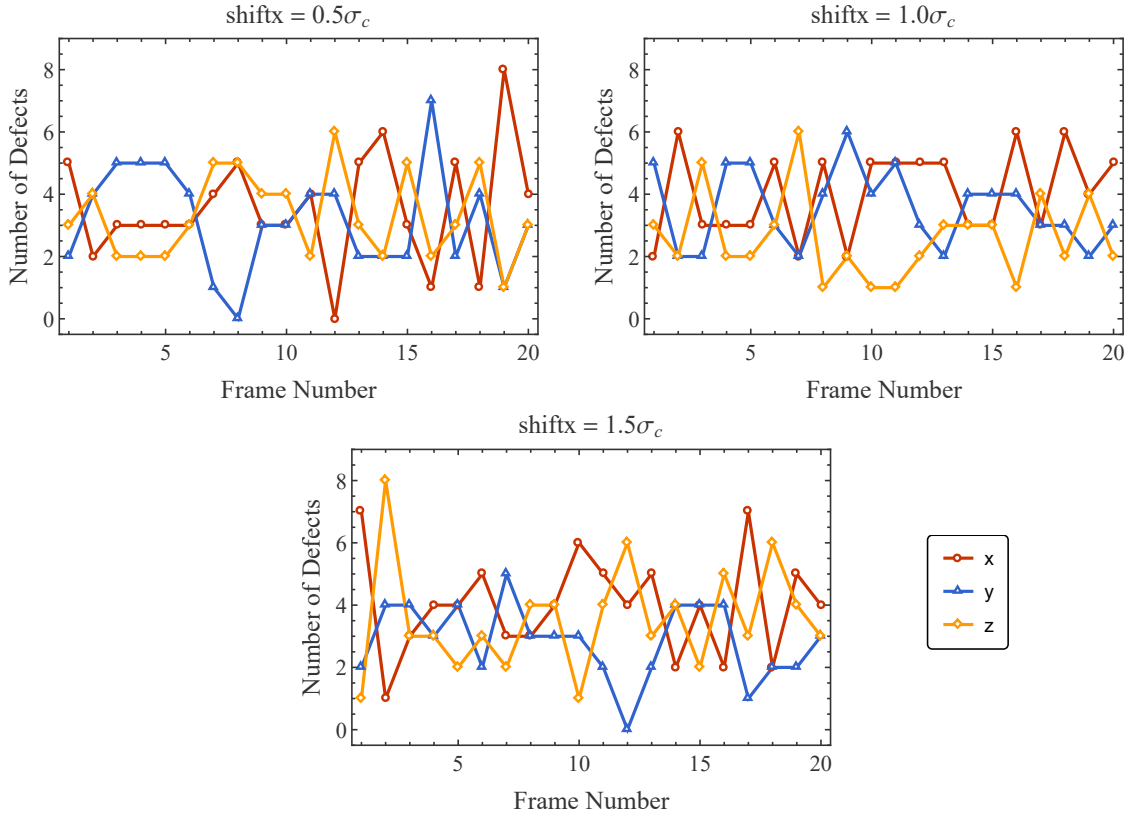 shiftx = 0.5σc
Number of Defects
8
6
4
2
0
5 10 15 20
Frame Number
shiftx = 1.0σc
Number of Defects
8
6
4
2
0
5 10 15 20
Frame Number
shiftx = 1.5σc
Number of Defects
8
6
4
2
0
5 10 15 20
Frame Number
x
y
z